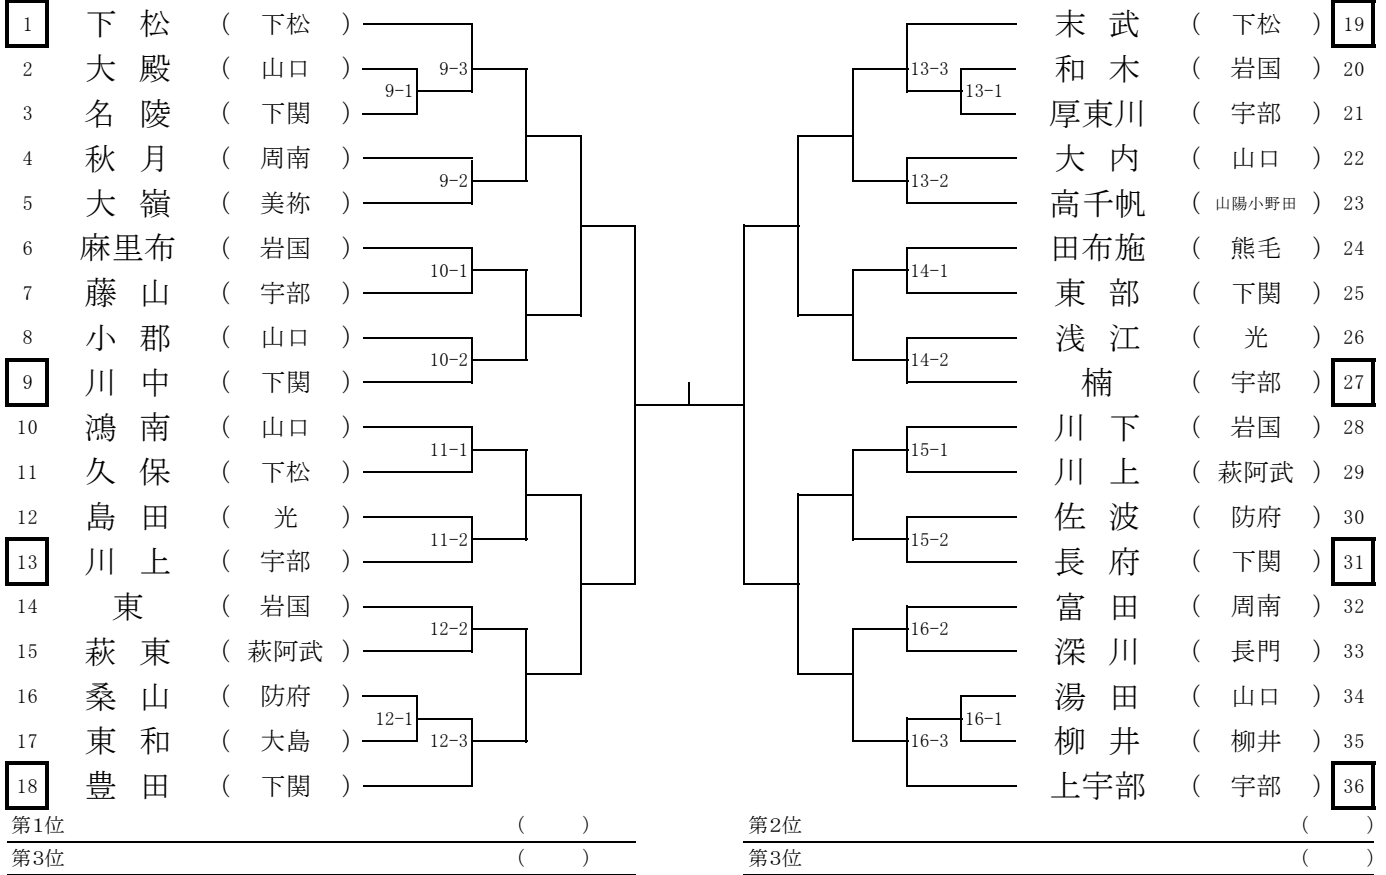 1 下松 ( 下松 ) 末武 ( 下松 ) 19
2 大殿 ( 山口 ) 9-3 13-3 和木 ( 岩国 ) 20
9-1 13-1
3 名陵 ( 下関 ) 厚東川 ( 宇部 ) 21
4 秋月 ( 周南 ) 大内 ( 山口 ) 22
9-2 13-2
5 大嶺 ( 美祢 ) 高千帆 ( 山陽小野田 ) 23
6 麻里布 ( 岩国 ) 田布施 ( 熊毛 ) 24
10-1 14-1
7 藤山 ( 宇部 ) 東部 ( 下関 ) 25
8 小郡 ( 山口 ) 浅江 ( 光 ) 26
10-2 14-2
9 川中 ( 下関 ) 楠 ( 宇部 ) 27
10 鴻南 ( 山口 ) 川下 ( 岩国 ) 28
11-1 15-1
11 久保 ( 下松 ) 川上 ( 萩阿武 ) 29
12 島田 ( 光 ) 佐波 ( 防府 ) 30
11-2 15-2
13 川上 ( 宇部 ) 長府 ( 下関 ) 31
14 東 ( 岩国 ) 富田 ( 周南 ) 32
12-2 16-2
15 萩東 ( 萩阿武 ) 深川 ( 長門 ) 33
16 桑山 ( 防府 ) 湯田 ( 山口 ) 34
12-1 16-1
17 東和 ( 大島 ) 12-3 16-3 柳井 ( 柳井 ) 35
18 豊田 ( 下関 ) 上宇部 ( 宇部 ) 36
第1位 ( ) 第2位 ( )
第3位 ( ) 第3位 ( )